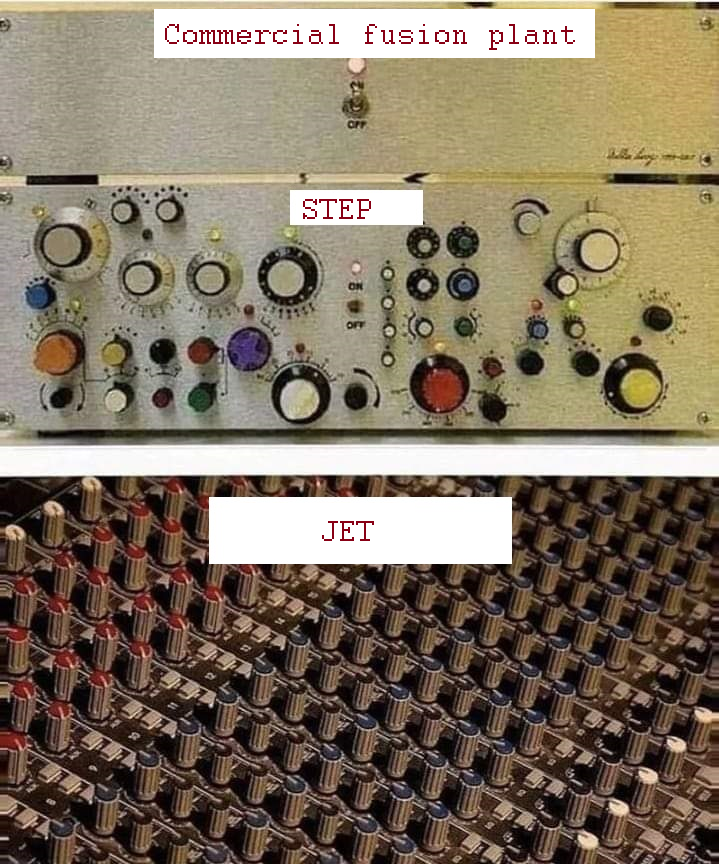 Commercial fusion plant
ON
OFF
STEP
ON
OFF
JET